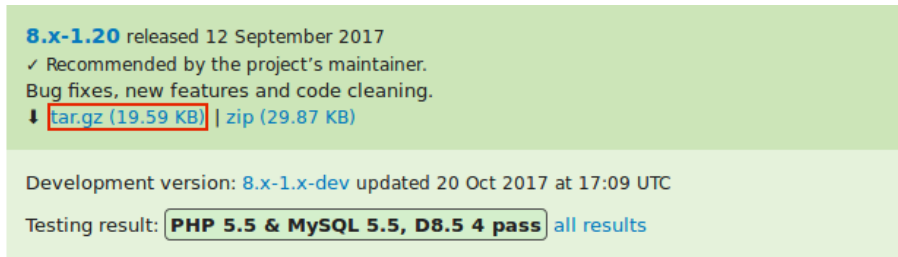 8.x-1.20 released 12 September 2017
✓ Recommended by the project's maintainer.
Bug fixes, new features and code cleaning.
⬇ tar.gz (19.59 KB) | zip (29.87 KB)
Development version: 8.x-1.x-dev updated 20 Oct 2017 at 17:09 UTC
Testing result: PHP 5.5 & MySQL 5.5, D8.5 4 pass all results